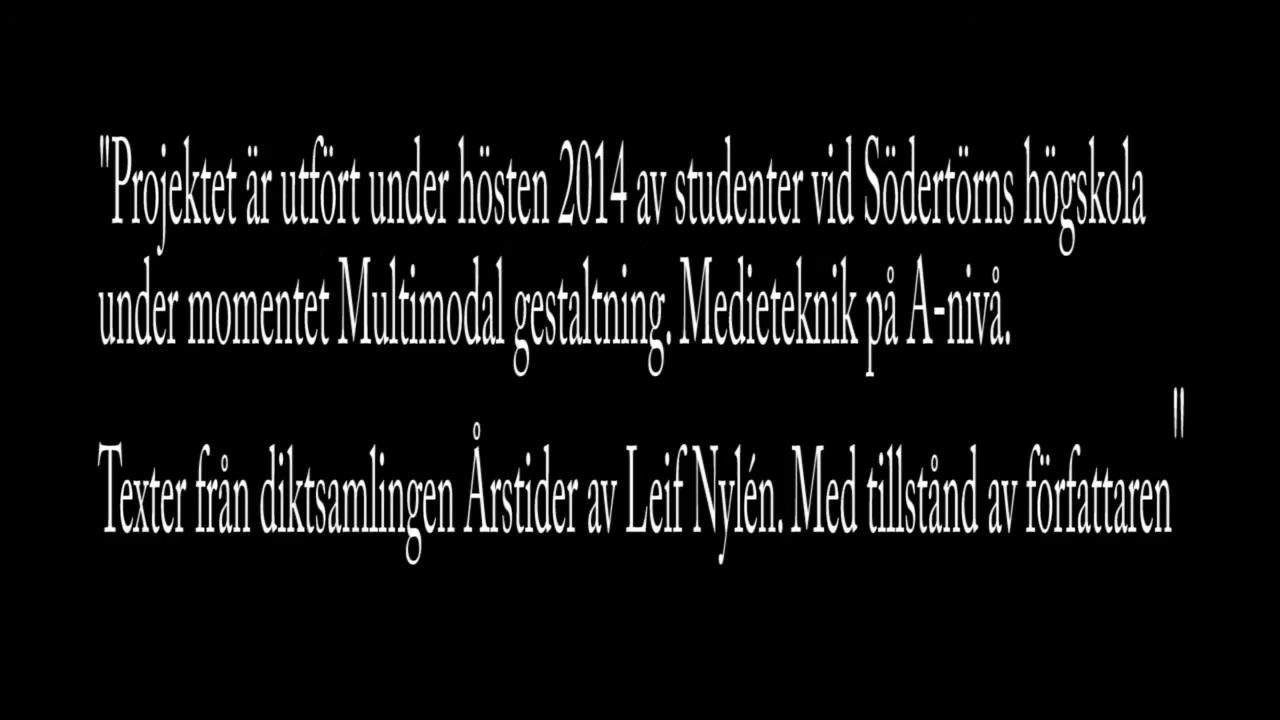 "Projektet är utfört under hösten 2014 av studenter vid Södertörns högskola
under momentet Multimodal gestaltning. Medieteknik på A-nivå.
Texter från diktsamlingen Årstider av Leif Nylén. Med tillstånd av författaren"